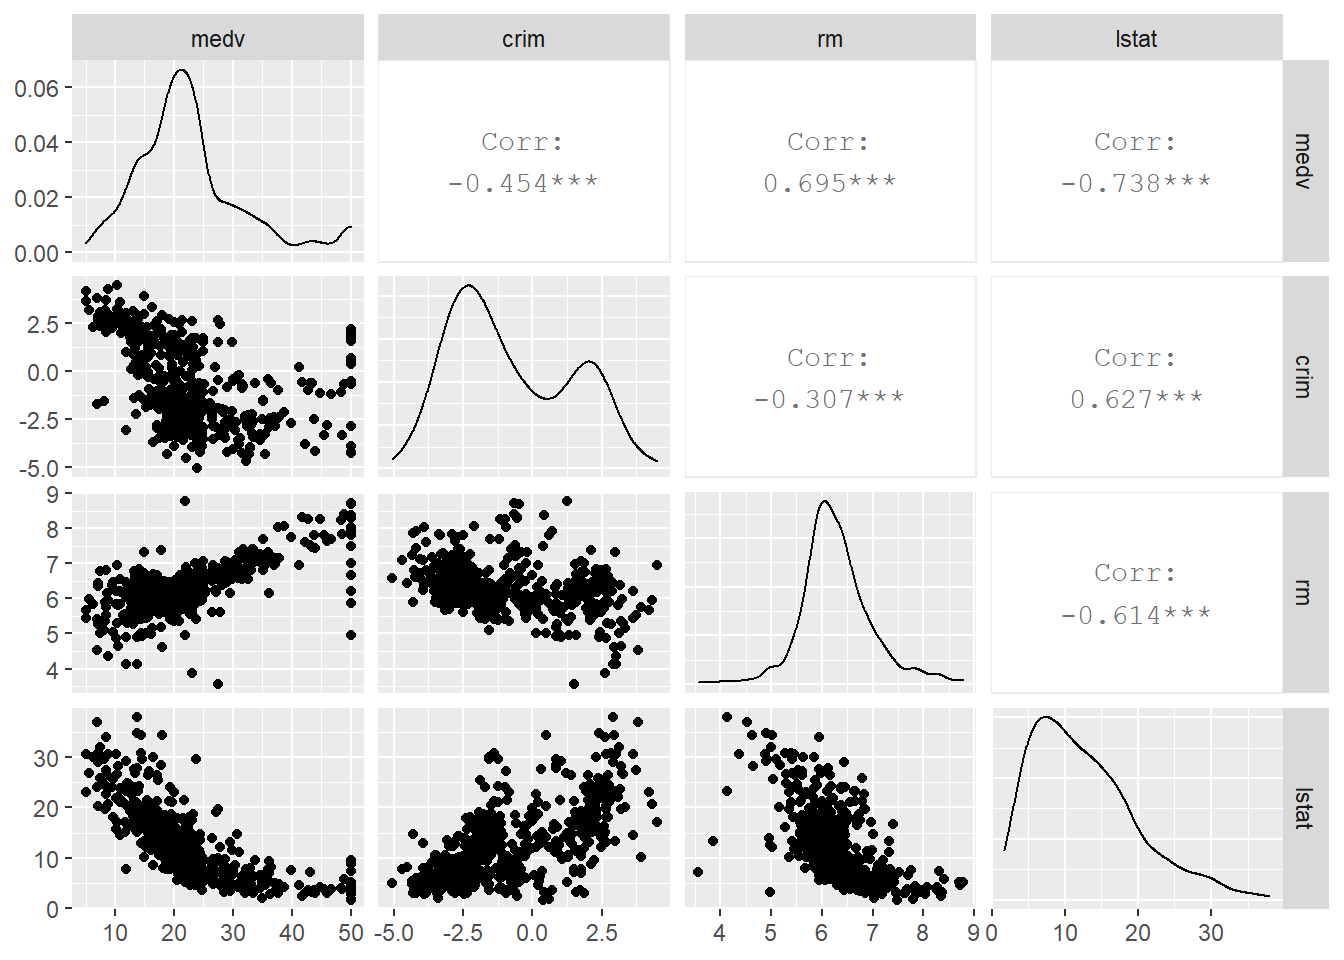 medv crim rm lstat
0.06
0.04
0.02
0.00
Corr:
-0.454***
Corr:
0.695***
Corr:
-0.738***
medv
2.5
0.0
-2.5
-5.0
Corr:
-0.307***
Corr:
0.627***
crim
9
8
7
6
5
4
Corr:
-0.614***
rm
30
20
10
0
lstat
10 20 30 40 50 -5.0 -2.5 0.0 2.5 4 5 6 7 8 9 0 10 20 30